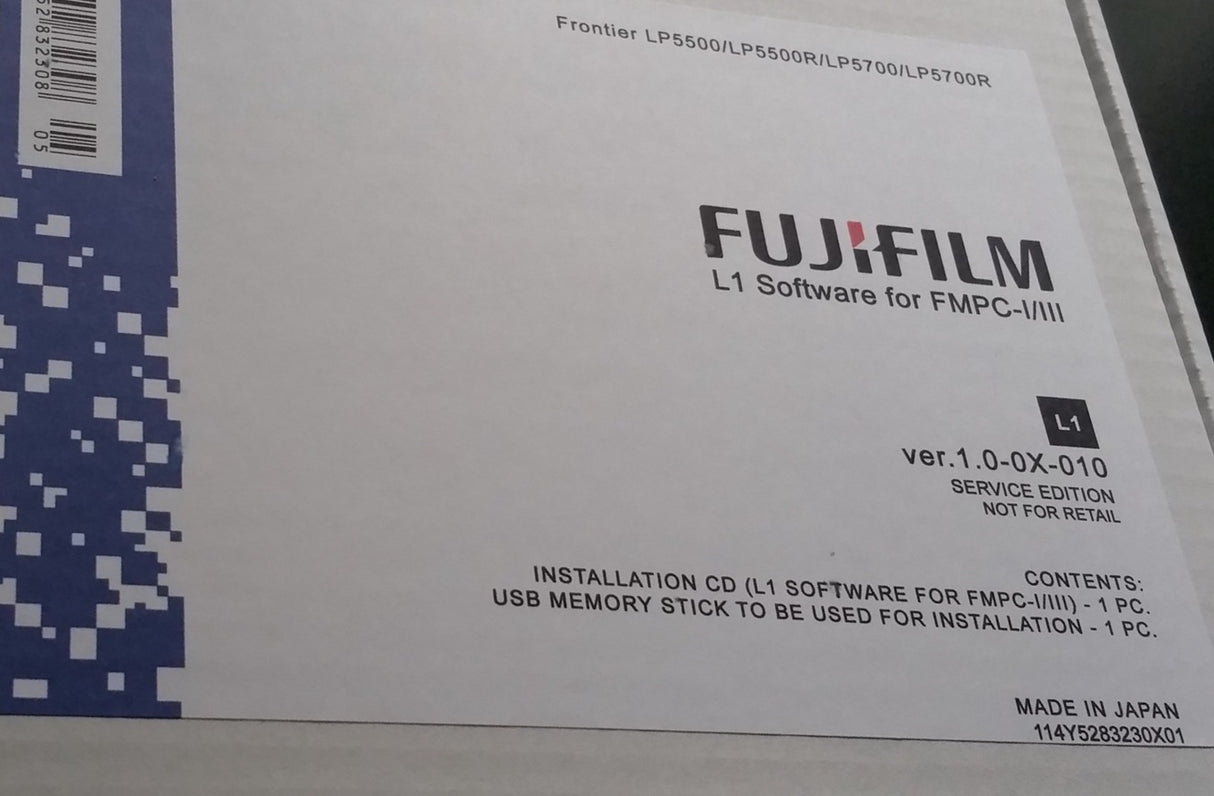 Frontier LP5500/LP5500R/LP5700/LP5700R
FUJIFILM
L1 Software for FMPC-I/III
L1
ver.1.0-0X-010
SERVICE EDITION
NOT FOR RETAIL
CONTENTS:
INSTALLATION CD (L1 SOFTWARE FOR FMPC-I/III) - 1 PC.
USB MEMORY STICK TO BE USED FOR INSTALLATION - 1 PC.
MADE IN JAPAN
114Y5283230X01
05